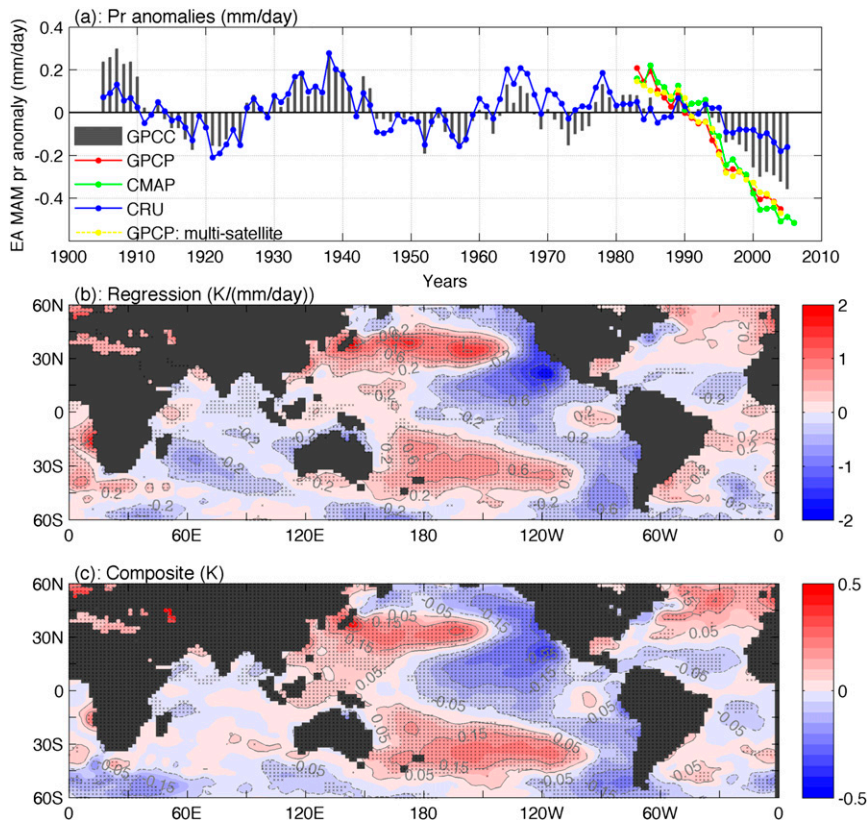 (a): Pr anomalies (mm/day)
EA MAM pr anomaly (mm/day)
0.4
0.2
0
-0.2
-0.4
GPCC
GPCP
CMAP
CRU
GPCP: multi-satellite
1900 1910 1920 1930 1940 1950 1960 1970 1980 1990 2000 2010
Years
(b): Regression (K/(mm/day))
60N
30N
0
30S
60S
0 60E 120E 180 120W 60W 0
2
1
0
-1
-2
(c): Composite (K)
60N
30N
0
30S
60S
0 60E 120E 180 120W 60W 0
0.5
0
-0.5